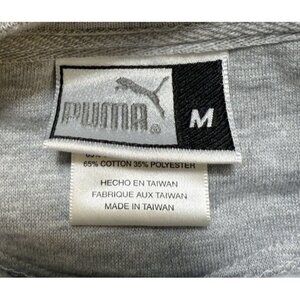 PUMA®
M
65% COTTON 35% POLYESTER
HECHO EN TAIWAN
FABRIQUE AUX TAIWAN
MADE IN TAIWAN